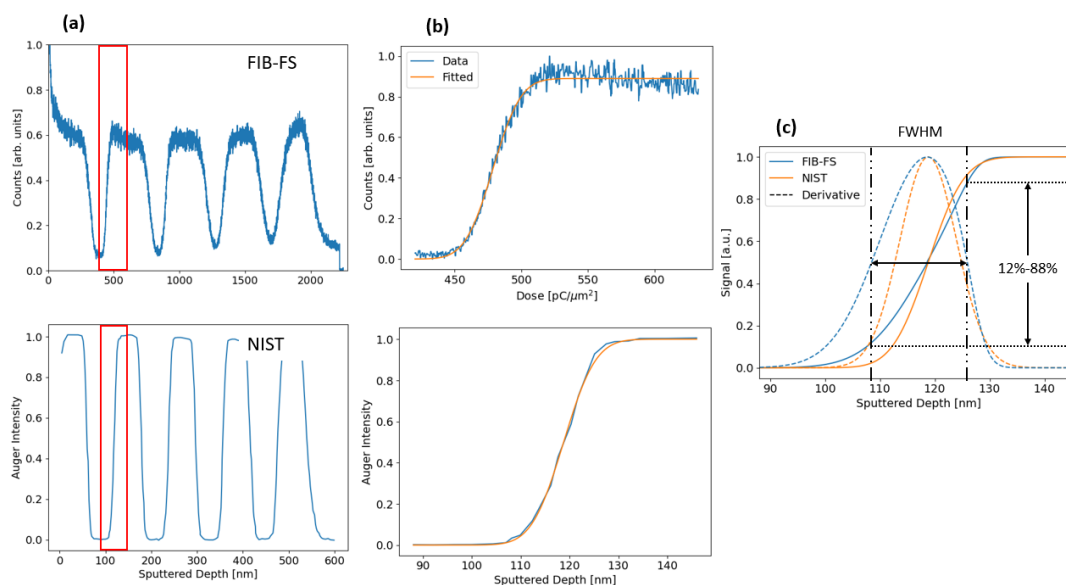 (a)
FIB-FS
1.0
0.8
0.6
0.4
0.2
0.0
Counts [arb. units]
0 500 1000 1500 2000
NIST
1.0
0.8
0.6
0.4
0.2
0.0
Auger Intensity
0 100 200 300 400 500 600
Sputtered Depth [nm]
(b)
Data
Fitted
1.0
0.8
0.6
0.4
0.2
0.0
Counts [arb. units]
450 500 550 600
Dose [pC/μm²]
1.0
0.8
0.6
0.4
0.2
0.0
Auger Intensity
90 100 110 120 130 140
Sputtered Depth [nm]
(c)
FWHM
FIB-FS
NIST
Derivative
1.0
0.8
0.6
0.4
0.2
0.0
Signal [a.u.]
12%-88%
90 100 110 120 130 140
Sputtered Depth [nm]